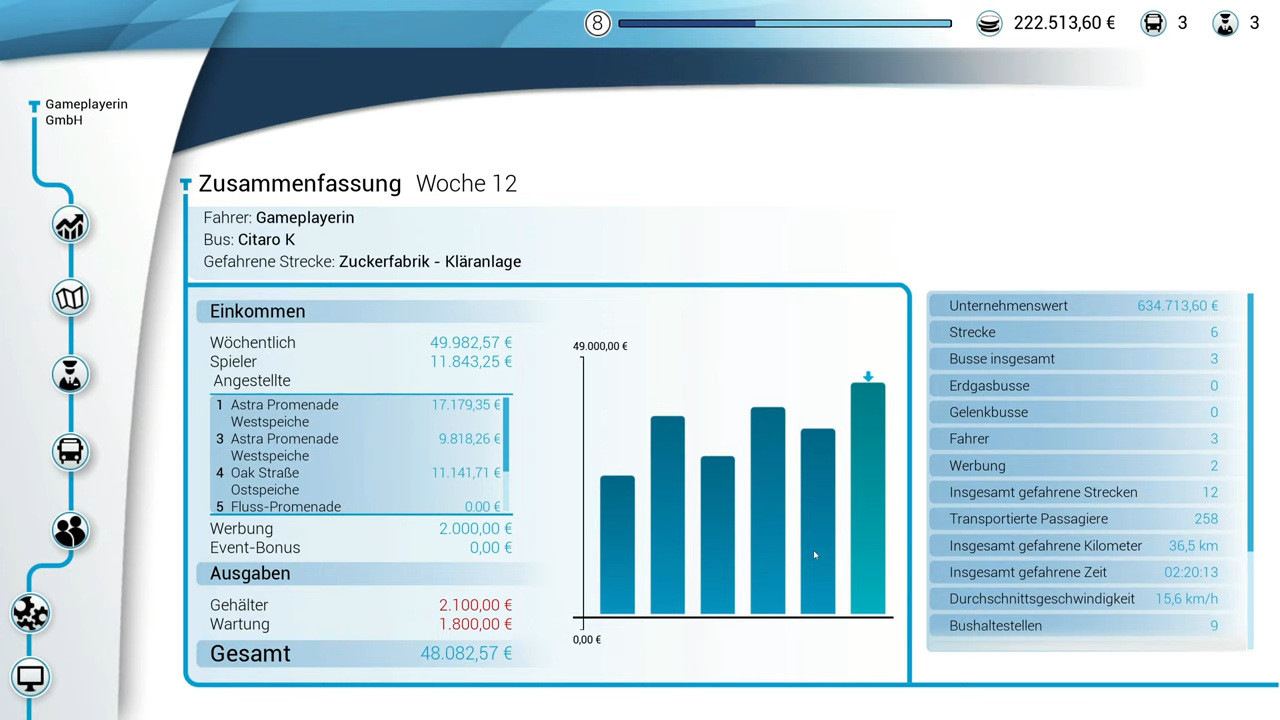 8
222.513,60 €
3
3
Gameplayerin
GmbH
Zusammenfassung Woche 12
Fahrer: Gameplayerin
Bus: Citaro K
Gefahrene Strecke: Zuckerfabrik - Kläranlage
Einkommen
Wöchentlich 49.982,57 €
Spieler 11.843,25 €
Angestellte
1 Astra Promenade 17.179,35 €
Westspeiche
3 Astra Promenade 9.818,26 €
Westspeiche
4 Oak Straße 11.141,71 €
Ostspeiche
5 Fluss-Promenade 0.00 €
Werbung 2.000,00 €
Event-Bonus 0,00 €
Ausgaben
Gehälter 2.100,00 €
Wartung 1.800,00 €
Gesamt 48.082,57 €
49.000,00 €
0,00 €
Unternehmenswert 634.713,60 €
Strecke 6
Busse insgesamt 3
Erdgasbusse 0
Gelenkbusse 0
Fahrer 3
Werbung 2
Insgesamt gefahrene Strecken 12
Transportierte Passagiere 258
Insgesamt gefahrene Kilometer 36,5 km
Insgesamt gefahrene Zeit 02:20:13
Durchschnittsgeschwindigkeit 15,6 km/h
Bushaltestellen 9